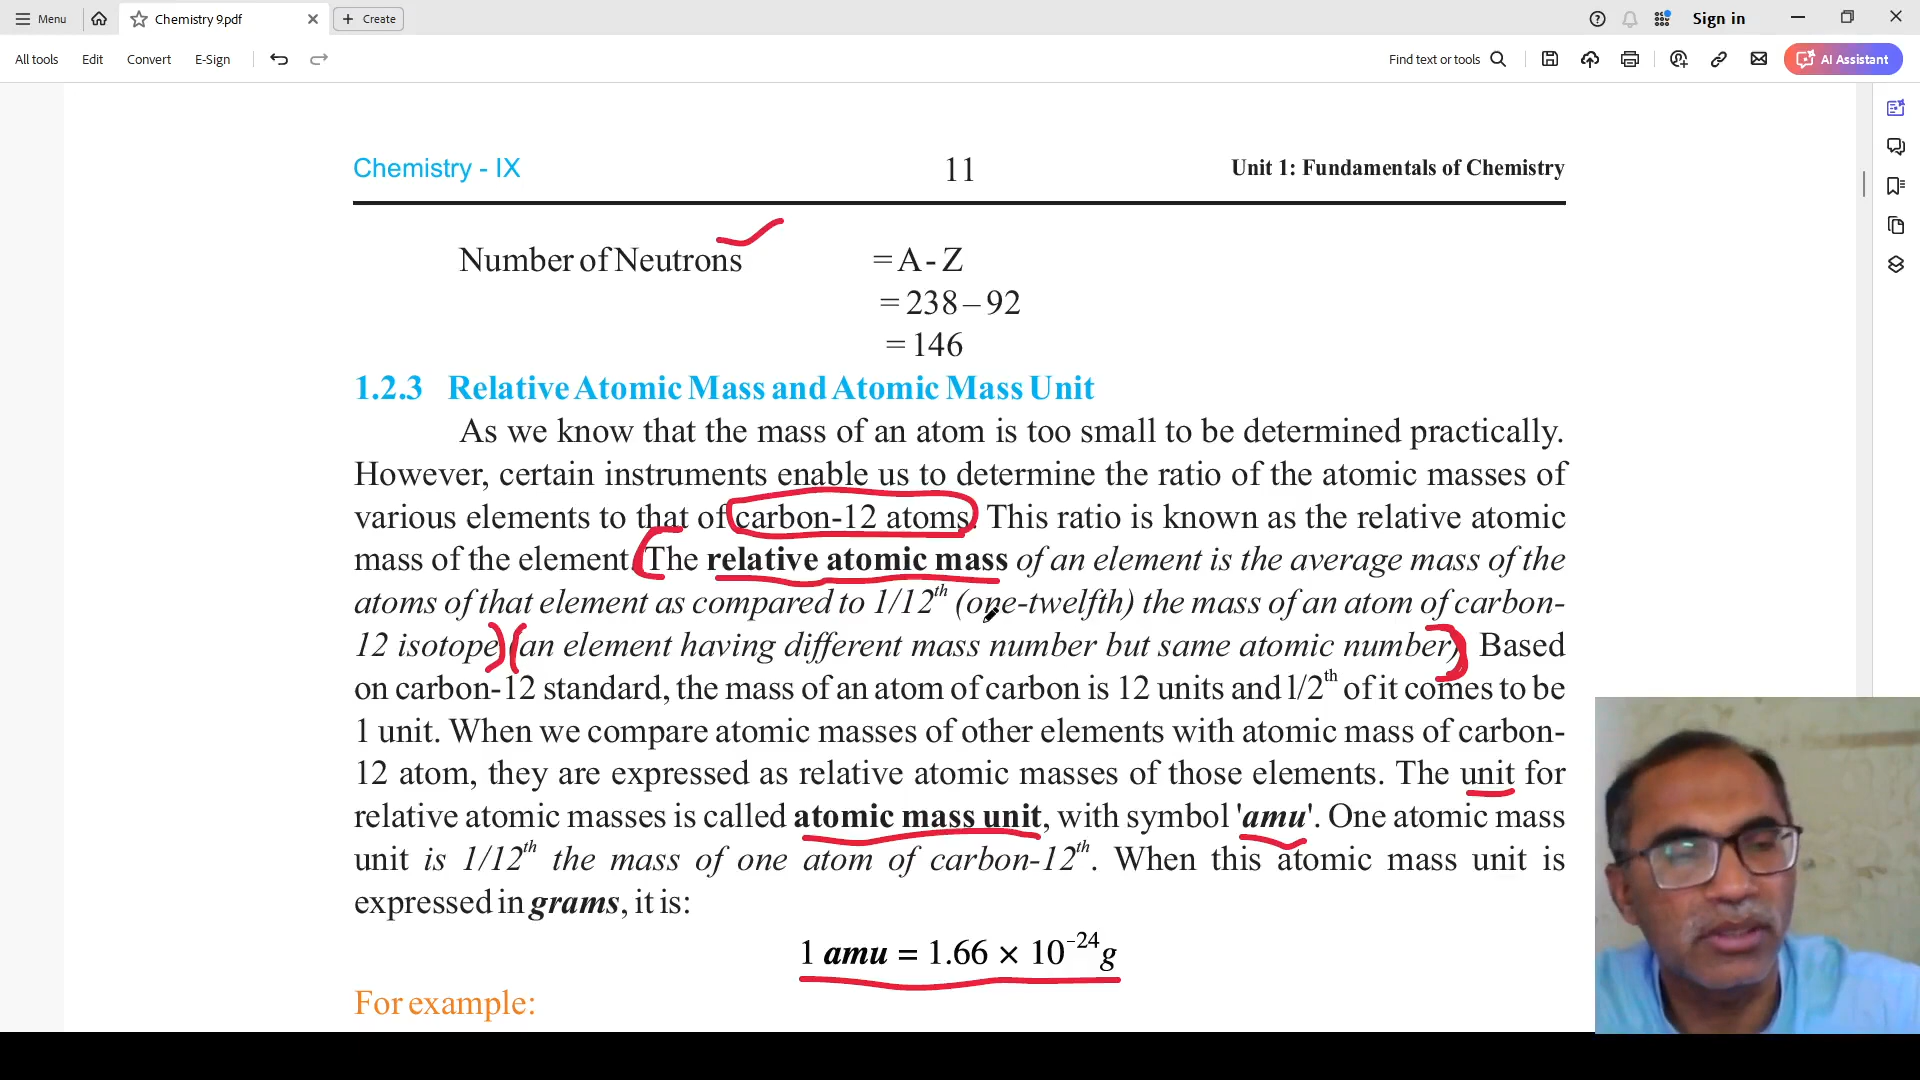 Menu
Chemistry 9.pdf
Create
Sign in
All tools Edit Convert E-Sign
Find text or tools
AI Assistant
Chemistry - IX 11 Unit 1: Fundamentals of Chemistry
Number of Neutrons = A - Z
= 238 – 92
= 146
1.2.3 Relative Atomic Mass and Atomic Mass Unit
As we know that the mass of an atom is too small to be determined practically.
However, certain instruments enable us to determine the ratio of the atomic masses of
various elements to that of carbon-12 atoms. This ratio is known as the relative atomic
mass of the element. The relative atomic mass of an element is the average mass of the
atoms of that element as compared to 1/12th (one-twelfth) the mass of an atom of carbon-
12 isotope (an element having different mass number but same atomic number). Based
on carbon-12 standard, the mass of an atom of carbon is 12 units and l/2th of it comes to be
1 unit. When we compare atomic masses of other elements with atomic mass of carbon-
12 atom, they are expressed as relative atomic masses of those elements. The unit for
relative atomic masses is called atomic mass unit, with symbol 'amu'. One atomic mass
unit is 1/12th the mass of one atom of carbon-12th. When this atomic mass unit is
expressed in grams, it is:
1 amu = 1.66 × 10⁻²⁴ g
For example: